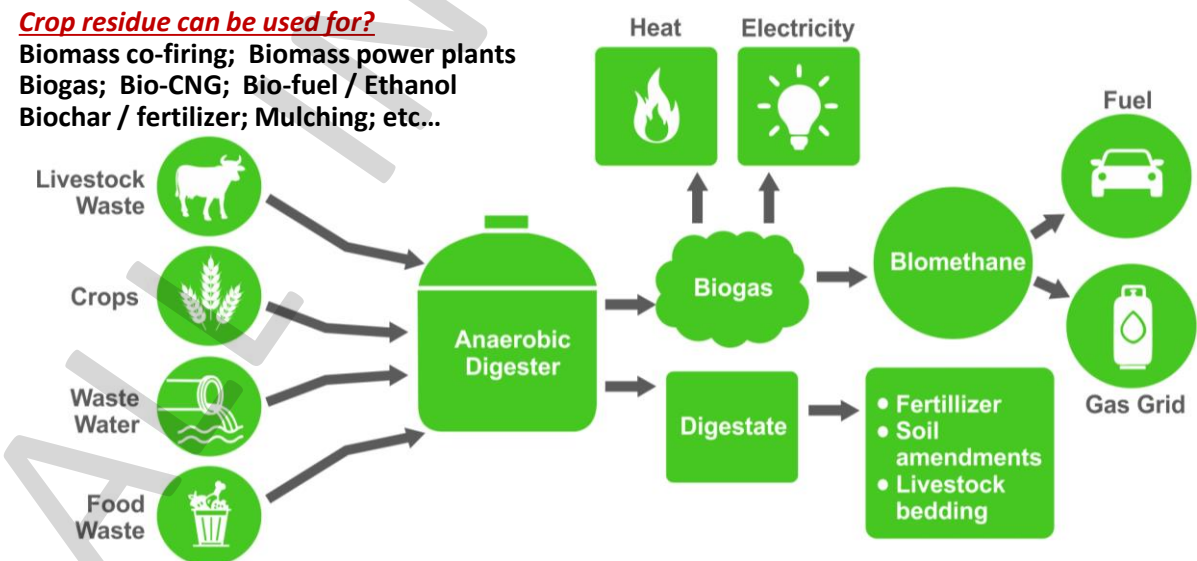 Crop residue can be used for?
Biomass co-firing; Biomass power plants
Biogas; Bio-CNG; Bio-fuel / Ethanol
Biochar / fertilizer; Mulching; etc…
Heat
Electricity
Fuel
Livestock
Waste
Crops
Waste
Water
Food
Waste
Anaerobic
Digester
Biogas
Blomethane
Gas Grid
Digestate
• Fertillizer
• Soil
amendments
• Livestock
bedding